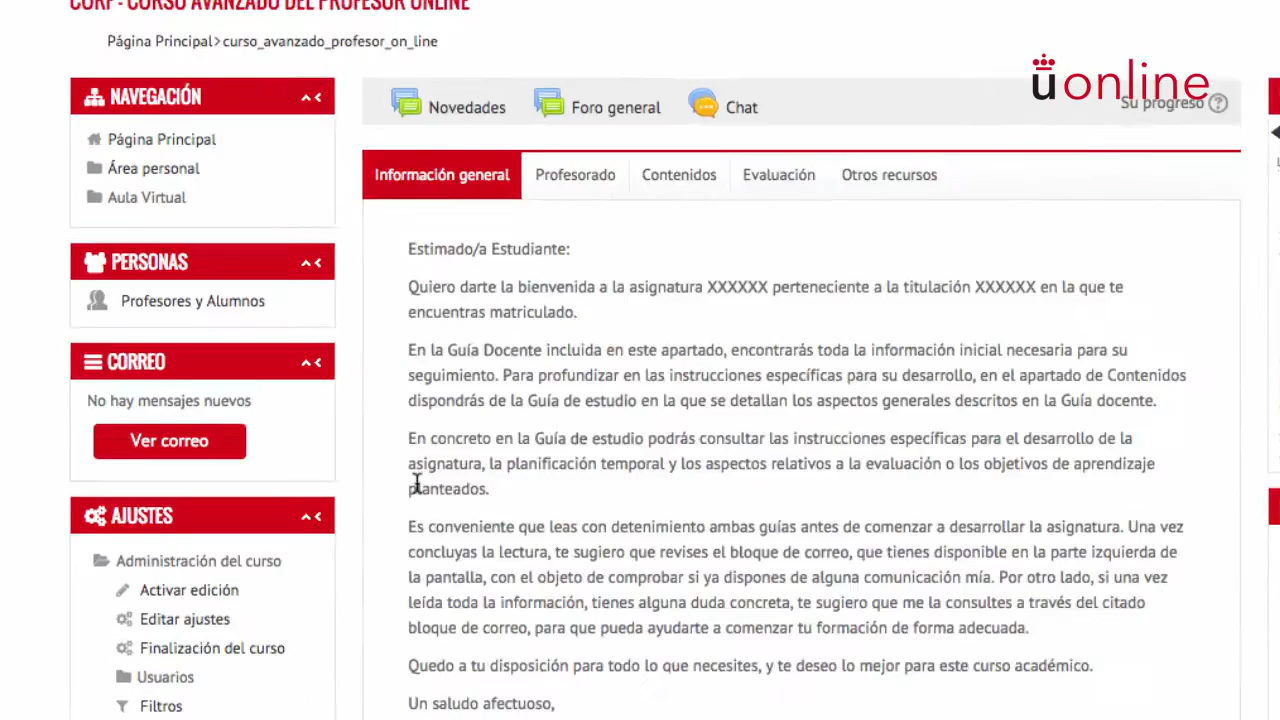 CURF - CURSO AVANZADO DEL PROFESOR ONLINE
Página Principal>curso_avanzado_profesor_on_line
üonline
NAVEGACIÓN
Página Principal
Área personal
Aula Virtual
PERSONAS
Profesores y Alumnos
CORREO
No hay mensajes nuevos
Ver correo
AJUSTES
Administración del curso
Activar edición
Editar ajustes
Finalización del curso
Usuarios
Filtros
Novedades
Foro general
Chat
Su progreso
Información general
Profesorado
Contenidos
Evaluación
Otros recursos
Estimado/a Estudiante:
Quiero darte la bienvenida a la asignatura XXXXXX perteneciente a la titulación XXXXXX en la que te
encuentras matriculado.
En la Guía Docente incluida en este apartado, encontrarás toda la información inicial necesaria para su
seguimiento. Para profundizar en las instrucciones específicas para su desarrollo, en el apartado de Contenidos
dispondrás de la Guía de estudio en la que se detallan los aspectos generales descritos en la Guía docente.
En concreto en la Guía de estudio podrás consultar las instrucciones específicas para el desarrollo de la
asignatura, la planificación temporal y los aspectos relativos a la evaluación o los objetivos de aprendizaje
planteados.
Es conveniente que leas con detenimiento ambas guías antes de comenzar a desarrollar la asignatura. Una vez
concluyas la lectura, te sugiero que revises el bloque de correo, que tienes disponible en la parte izquierda de
la pantalla, con el objeto de comprobar si ya dispones de alguna comunicación mía. Por otro lado, si una vez
leída toda la información, tienes alguna duda concreta, te sugiero que me la consultes a través del citado
bloque de correo, para que pueda ayudarte a comenzar tu formación de forma adecuada.
Quedo a tu disposición para todo lo que necesites, y te deseo lo mejor para este curso académico.
Un saludo afectuoso,